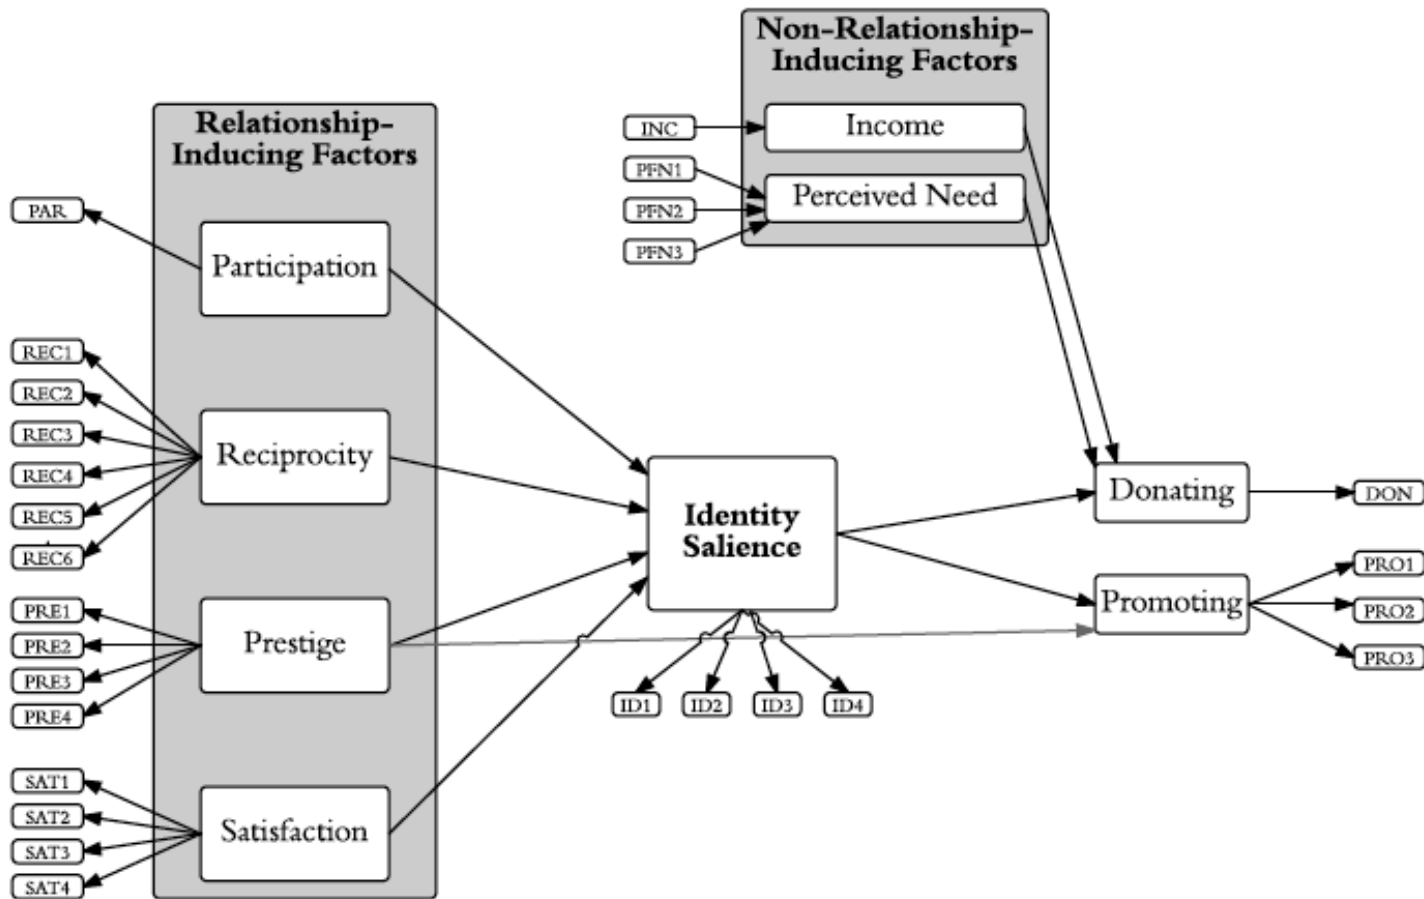 Non-Relationship-
Inducing Factors
Income
Perceived Need
INC
PFN1
PFN2
PFN3
Relationship-
Inducing Factors
Participation
Reciprocity
Prestige
Satisfaction
PAR
REC1
REC2
REC3
REC4
REC5
REC6
PRE1
PRE2
PRE3
PRE4
SAT1
SAT2
SAT3
SAT4
Identity
Salience
ID1
ID2
ID3
ID4
Donating
Promoting
DON
PRO1
PRO2
PRO3